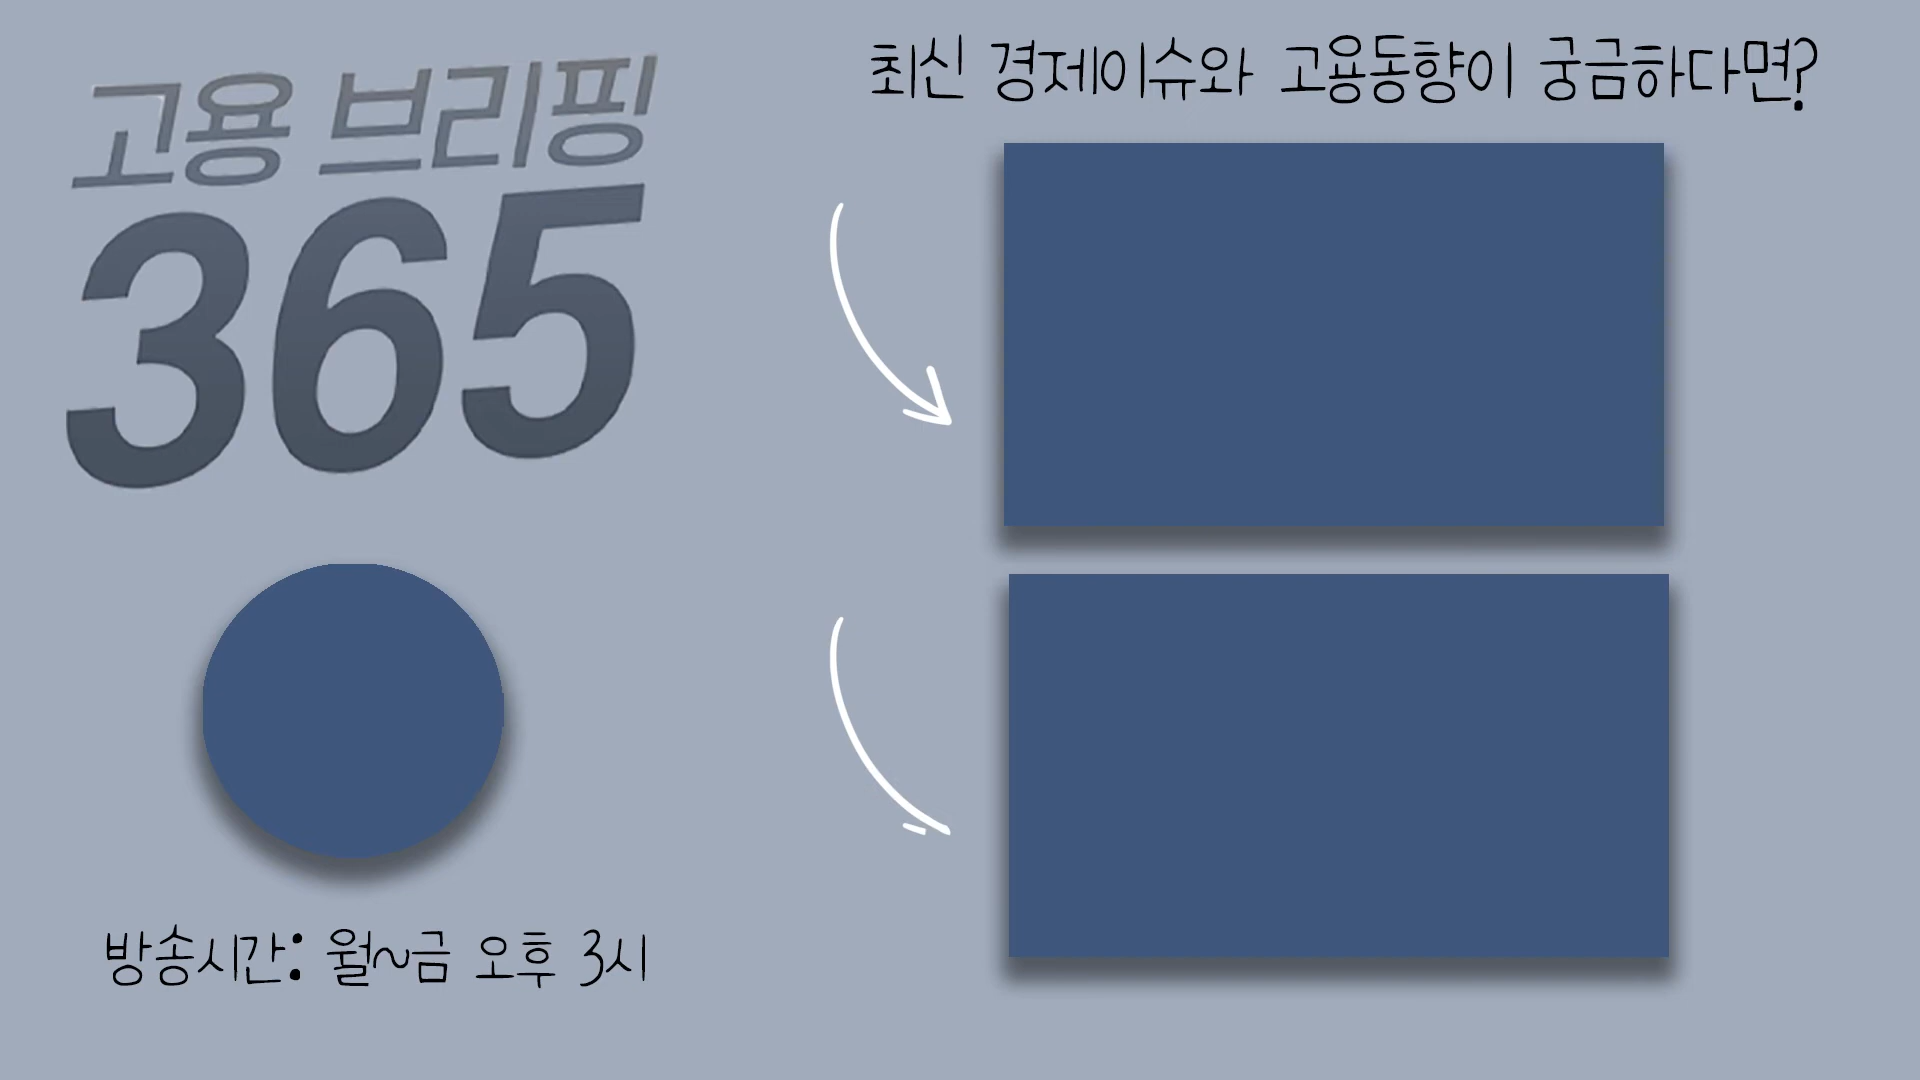 고용 브리핑
365
최신 경제이슈와 고용동향이 궁금하다면?
방송시간: 월~금 오후 3시